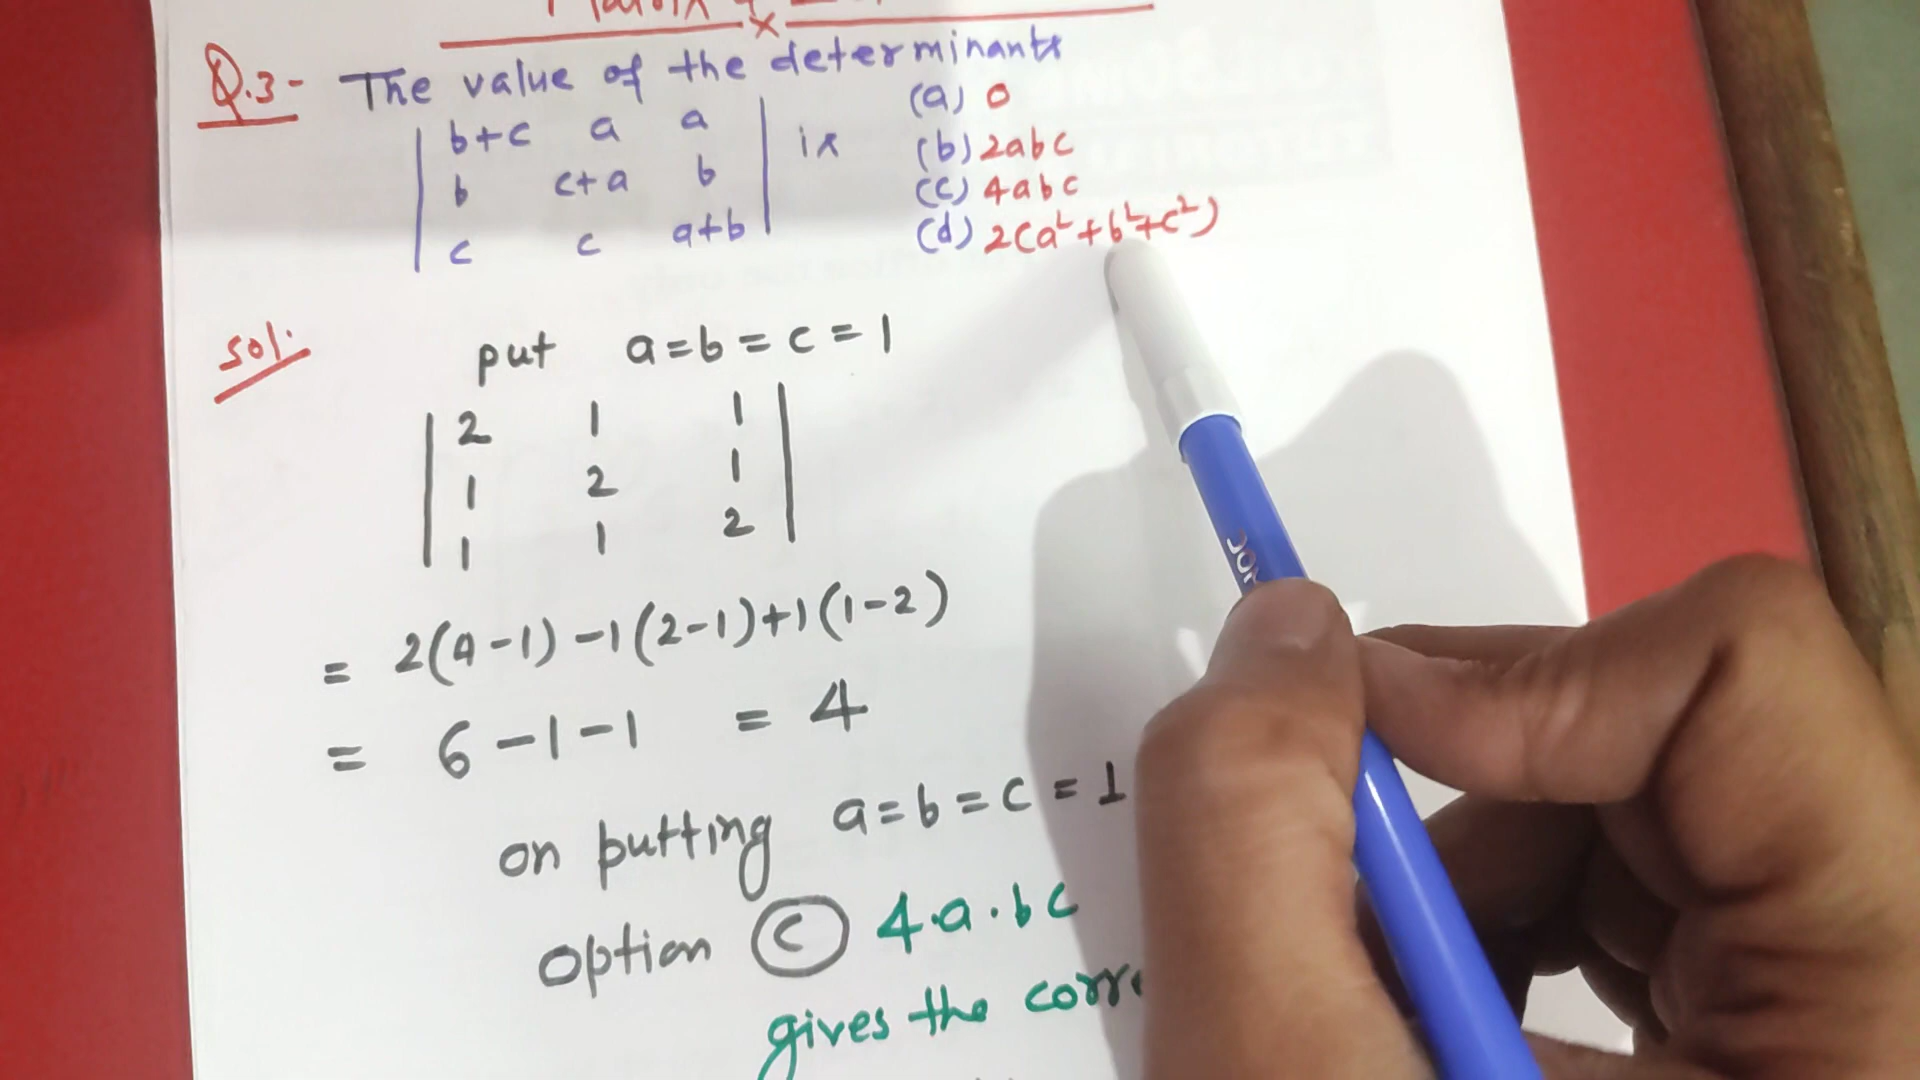 Q.3- The value of the determinants
| b+c a a | is
| b c+a b |
| c c a+b |
(a) 0
(b) 2abc
(c) 4abc
(d) 2(a²+b²+c²)
Sol.
put a=b=c=1
| 2 1 1 |
| 1 2 1 |
| 1 1 2 |
= 2(4-1)-1(2-1)+1(1-2)
= 6-1-1 = 4
on putting a=b=c=1
option (C) 4.a.bc
gives the